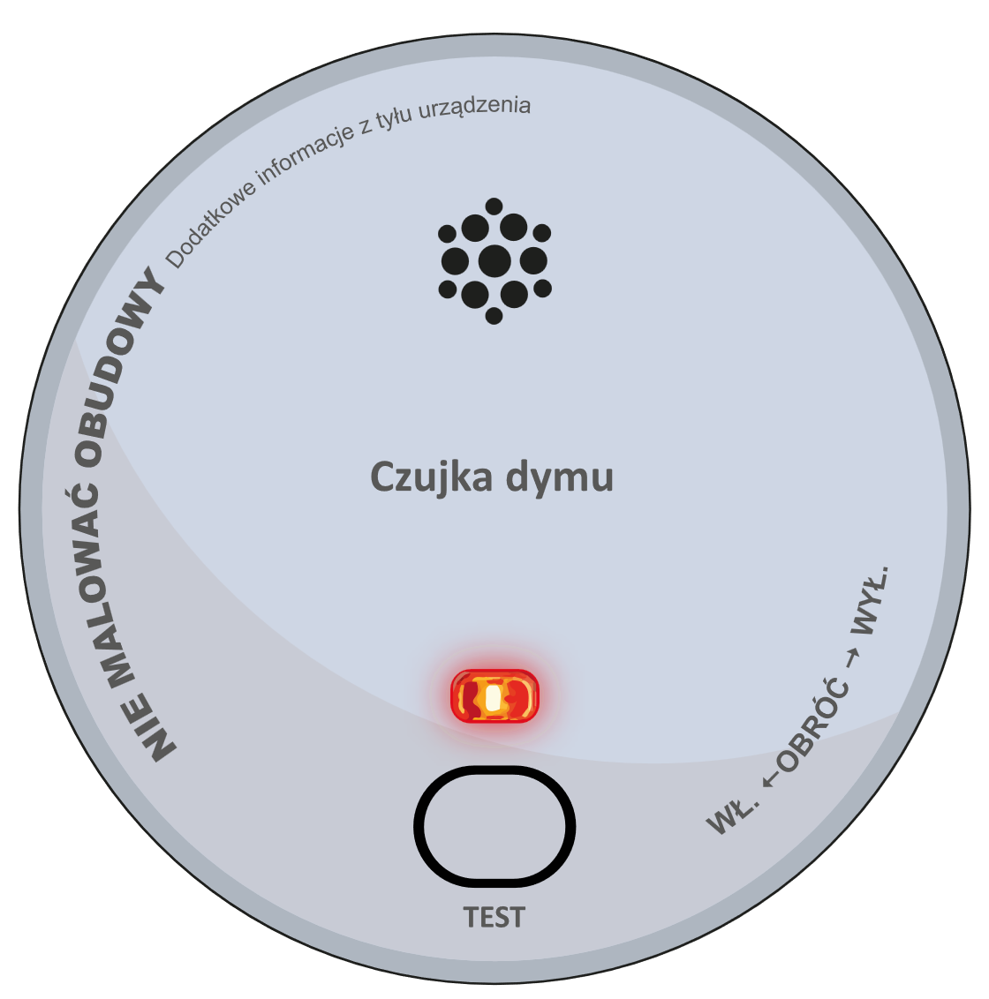 Dodatkowe informacje z tyłu urządzenia
NIE MALOWAĆ OBUDOWY
Czujka dymu
WŁ. ←OBRÓĆ → WYŁ.
TEST